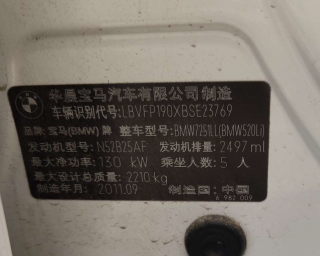 华晨宝马汽车有限公司制造
车辆识别代号: LBVFP190XBSE23769
品牌: 宝马(BMW) 牌 整车型号: BMW7251LL(BMW520Li)
发动机型号: N52B25AF 发动机排量: 2497 ml
最大净功率: 130 kW 乘坐人数: 5 人
最大设计总质量: 2210 kg
制造年月: 2011.09 制造国: 中国
6 982 009